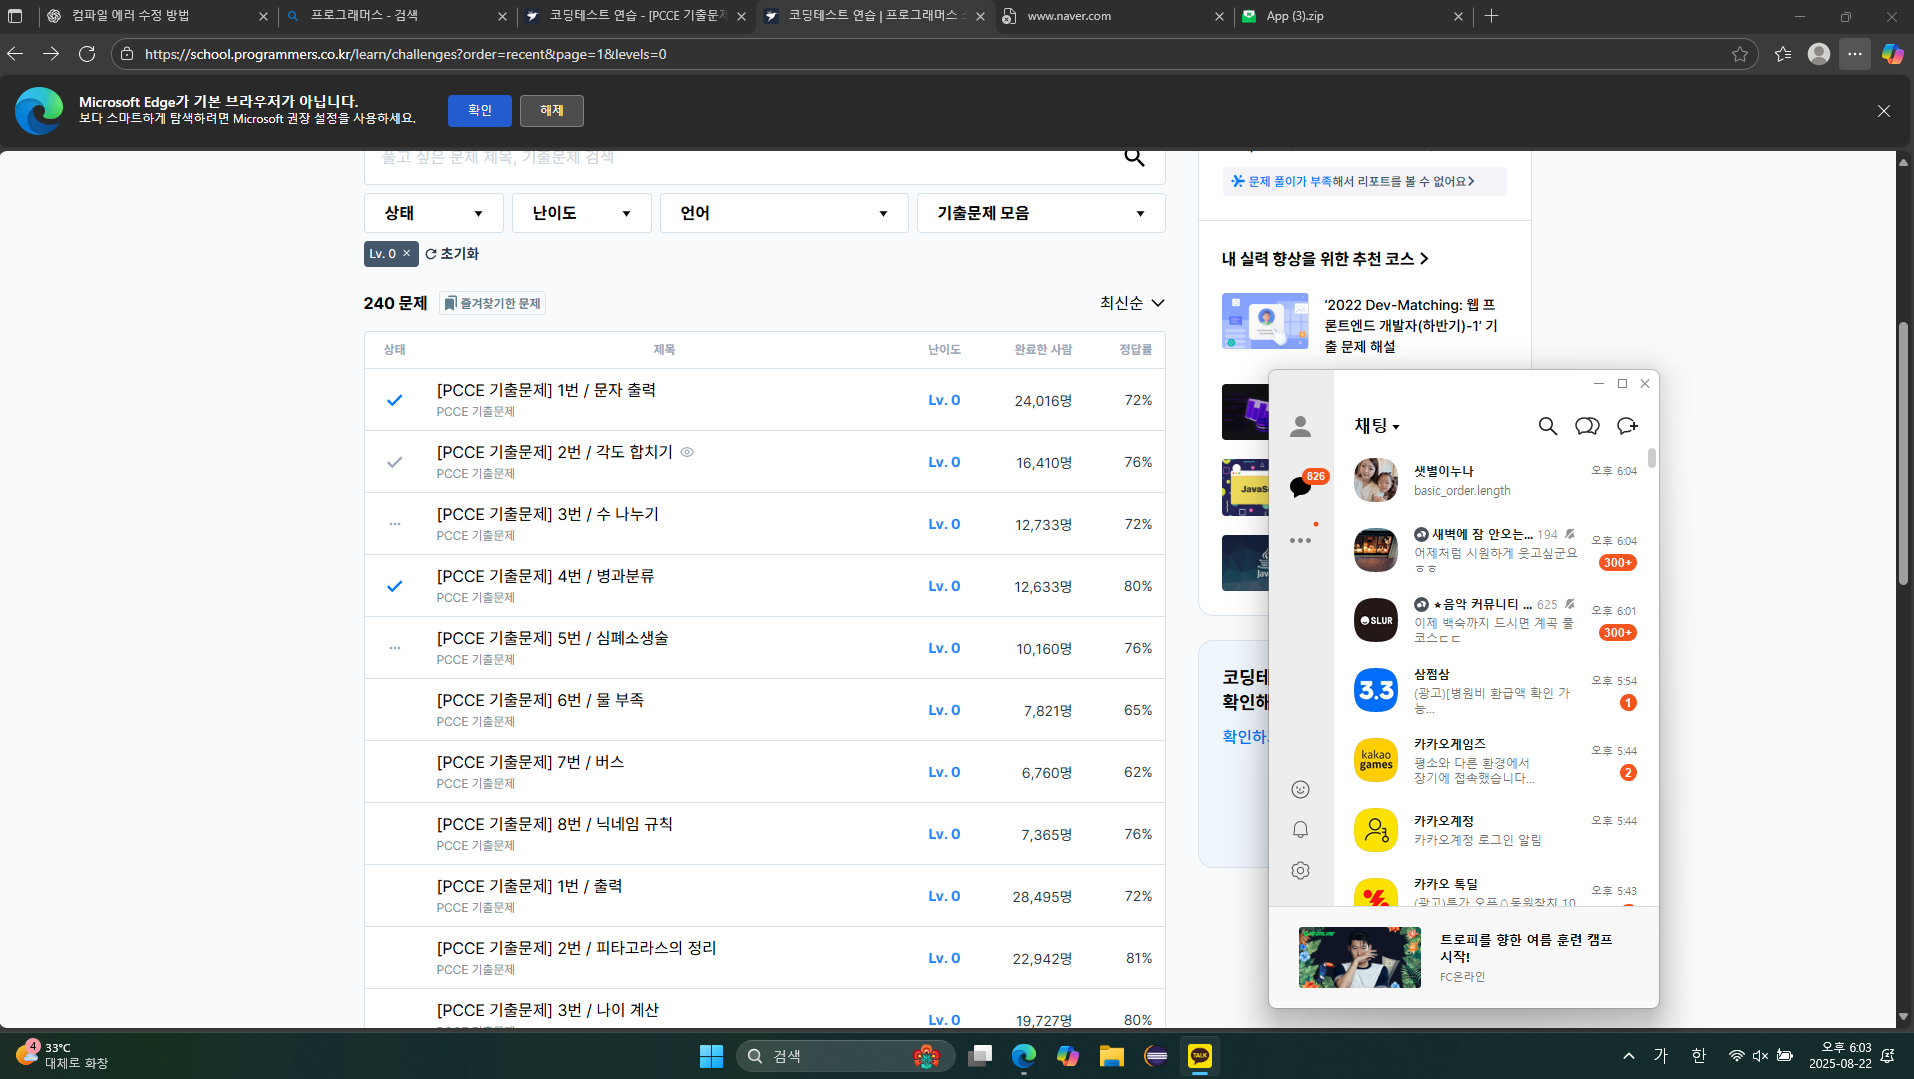 컴파일 에러 수정 방법
프로그래머스 - 검색
코딩테스트 연습 - [PCCE 기출문제
코딩테스트 연습 | 프로그래머스 스
www.naver.com
App (3).zip
https://school.programmers.co.kr/learn/challenges?order=recent&page=1&levels=0
Microsoft Edge가 기본 브라우저가 아닙니다.
보다 스마트하게 탐색하려면 Microsoft 권장 설정을 사용하세요.
확인
해제
풀고 싶은 문제 제목, 기출문제 검색
상태
난이도
언어
기출문제 모음
Lv. 0 ×
초기화
240 문제
즐겨찾기한 문제
최신순
상태 제목 난이도 완료한 사람 정답률
[PCCE 기출문제] 1번 / 문자 출력
PCCE 기출문제
Lv. 0 24,016명 72%
[PCCE 기출문제] 2번 / 각도 합치기
PCCE 기출문제
Lv. 0 16,410명 76%
[PCCE 기출문제] 3번 / 수 나누기
PCCE 기출문제
Lv. 0 12,733명 72%
[PCCE 기출문제] 4번 / 병과분류
PCCE 기출문제
Lv. 0 12,633명 80%
[PCCE 기출문제] 5번 / 심폐소생술
PCCE 기출문제
Lv. 0 10,160명 76%
[PCCE 기출문제] 6번 / 물 부족
PCCE 기출문제
Lv. 0 7,821명 65%
[PCCE 기출문제] 7번 / 버스
PCCE 기출문제
Lv. 0 6,760명 62%
[PCCE 기출문제] 8번 / 닉네임 규칙
PCCE 기출문제
Lv. 0 7,365명 76%
[PCCE 기출문제] 1번 / 출력
PCCE 기출문제
Lv. 0 28,495명 72%
[PCCE 기출문제] 2번 / 피타고라스의 정리
PCCE 기출문제
Lv. 0 22,942명 81%
[PCCE 기출문제] 3번 / 나이 계산
Lv. 0 19,727명 80%
문제 풀이가 부족해서 리포트를 볼 수 없어요
내 실력 향상을 위한 추천 코스
‘2022 Dev-Matching: 웹 프
론트엔드 개발자(하반기)-1’ 기
출 문제 해설
JavaS
Java
코딩테
확인해
확인하
채팅
826
샛별이누나
오후 6:04
basic_order.length
새벽에 잠 안오는... 194
오후 6:04
어제처럼 시원하게 웃고싶군요
ㅎㅎ
300+
SLUR
★음악 커뮤니티 ... 625
오후 6:01
이제 백숙까지 드시면 계곡 풀
코스ㄷㄷ
300+
3.3
삼쩜삼
오후 5:54
(광고)[병원비 환급액 확인 가
능...
1
kakao
games
카카오게임즈
오후 5:44
평소와 다른 환경에서
장기에 접속했습니다...
2
카카오계정
오후 5:44
카카오계정 로그인 알림
카카오 톡딜
오후 5:43
트로피를 향한 여름 훈련 캠프
시작!
FC온라인
4
33°C
대체로 화창
검색
TALK
가
한
오후 6:03
2025-08-22